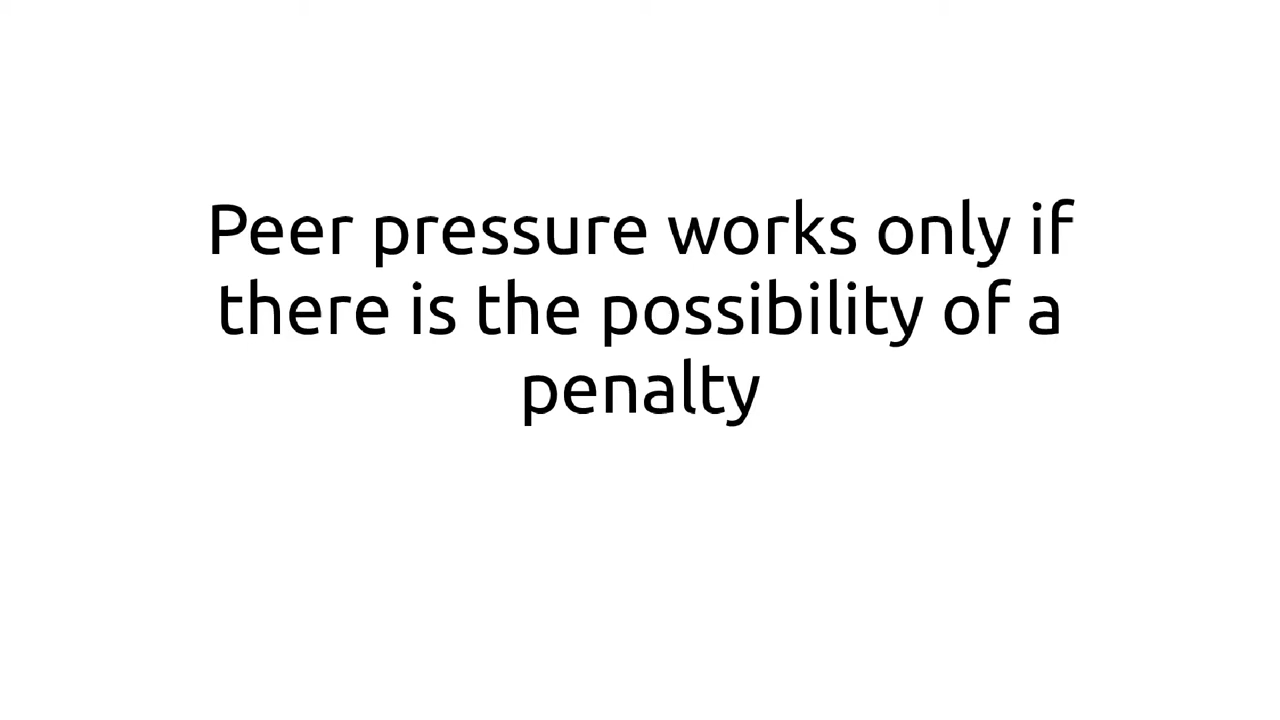 Peer pressure works only if
there is the possibility of a
penalty